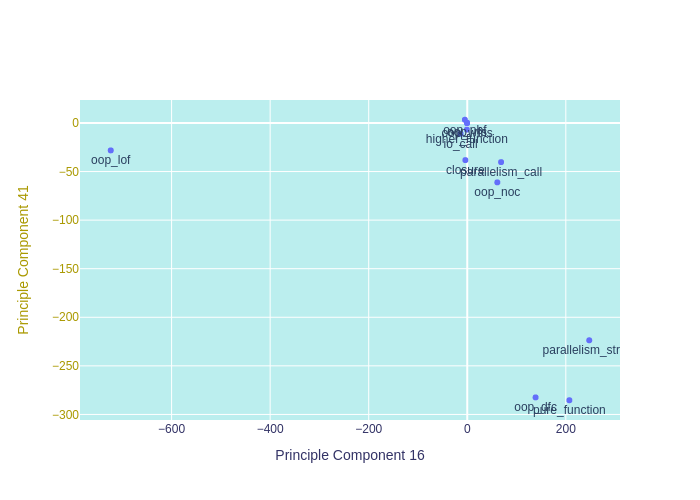 0
−50
−100
−150
−200
−250
−300
Principle Component 41
oop_lof
higher_function
io_call
closure
parallelism_call
oop_noc
parallelism_str
oop_dfc
pure_function
−600
−400
−200
0
200
Principle Component 16